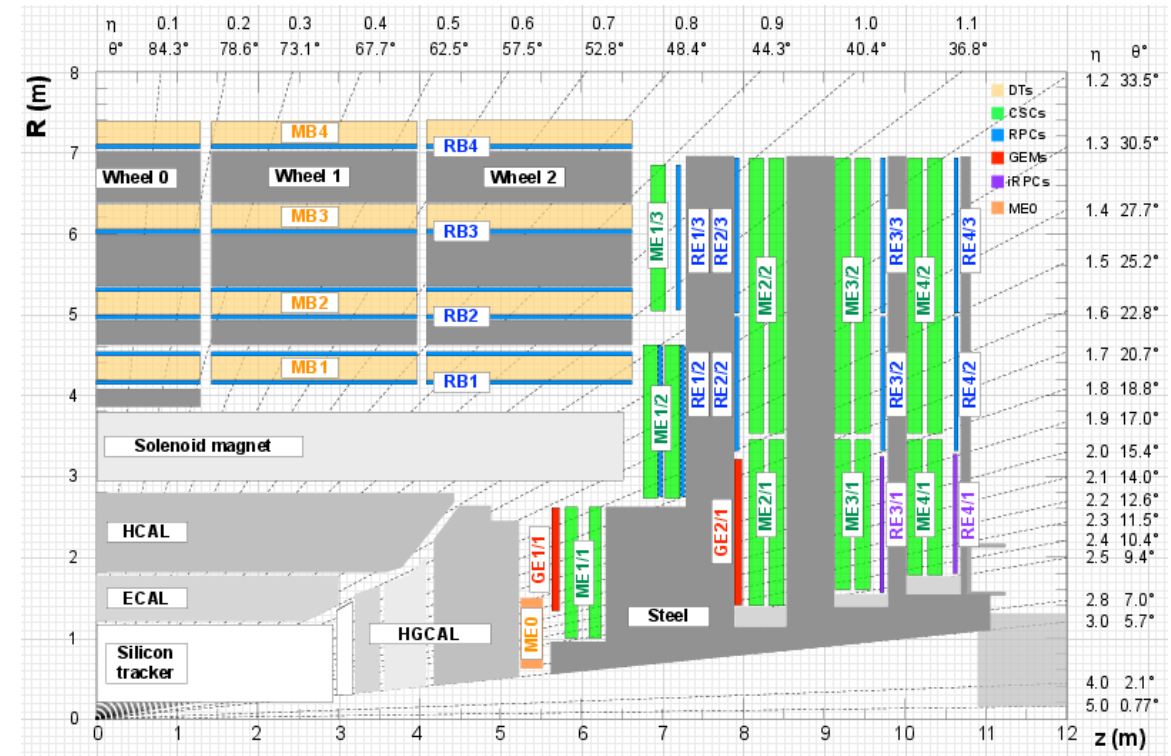 η 0.1 0.2 0.3 0.4 0.5 0.6 0.7 0.8 0.9 1.0 1.1
θ° 84.3° 78.6° 73.1° 67.7° 62.5° 57.5° 52.8° 48.4° 44.3° 40.4° 36.8°
η θ°
R (m)
8
7
6
5
4
3
2
1
0
1.2 33.5°
1.3 30.5°
1.4 27.7°
1.5 25.2°
1.6 22.8°
1.7 20.7°
1.8 18.8°
1.9 17.0°
2.0 15.4°
2.1 14.0°
2.2 12.6°
2.3 11.5°
2.4 10.4°
2.5 9.4°
2.8 7.0°
3.0 5.7°
4.0 2.1°
5.0 0.77°
DTs
CSCs
RPCs
GEMs
iRPCs
ME0
MB4
RB4
Wheel 0
Wheel 1
Wheel 2
MB3
RB3
MB2
RB2
MB1
RB1
Solenoid magnet
HCAL
ECAL
Silicon
tracker
HGCAL
Steel
ME1/3
RE1/3
RE2/3
ME2/2
ME3/2
RE3/3
ME4/2
RE4/3
ME1/2
RE1/2
RE2/2
RE3/2
RE4/2
GE1/1
ME1/1
ME0
GE2/1
ME2/1
ME3/1
RE3/1
ME4/1
RE4/1
0 1 2 3 4 5 6 7 8 9 10 11 12 z (m)